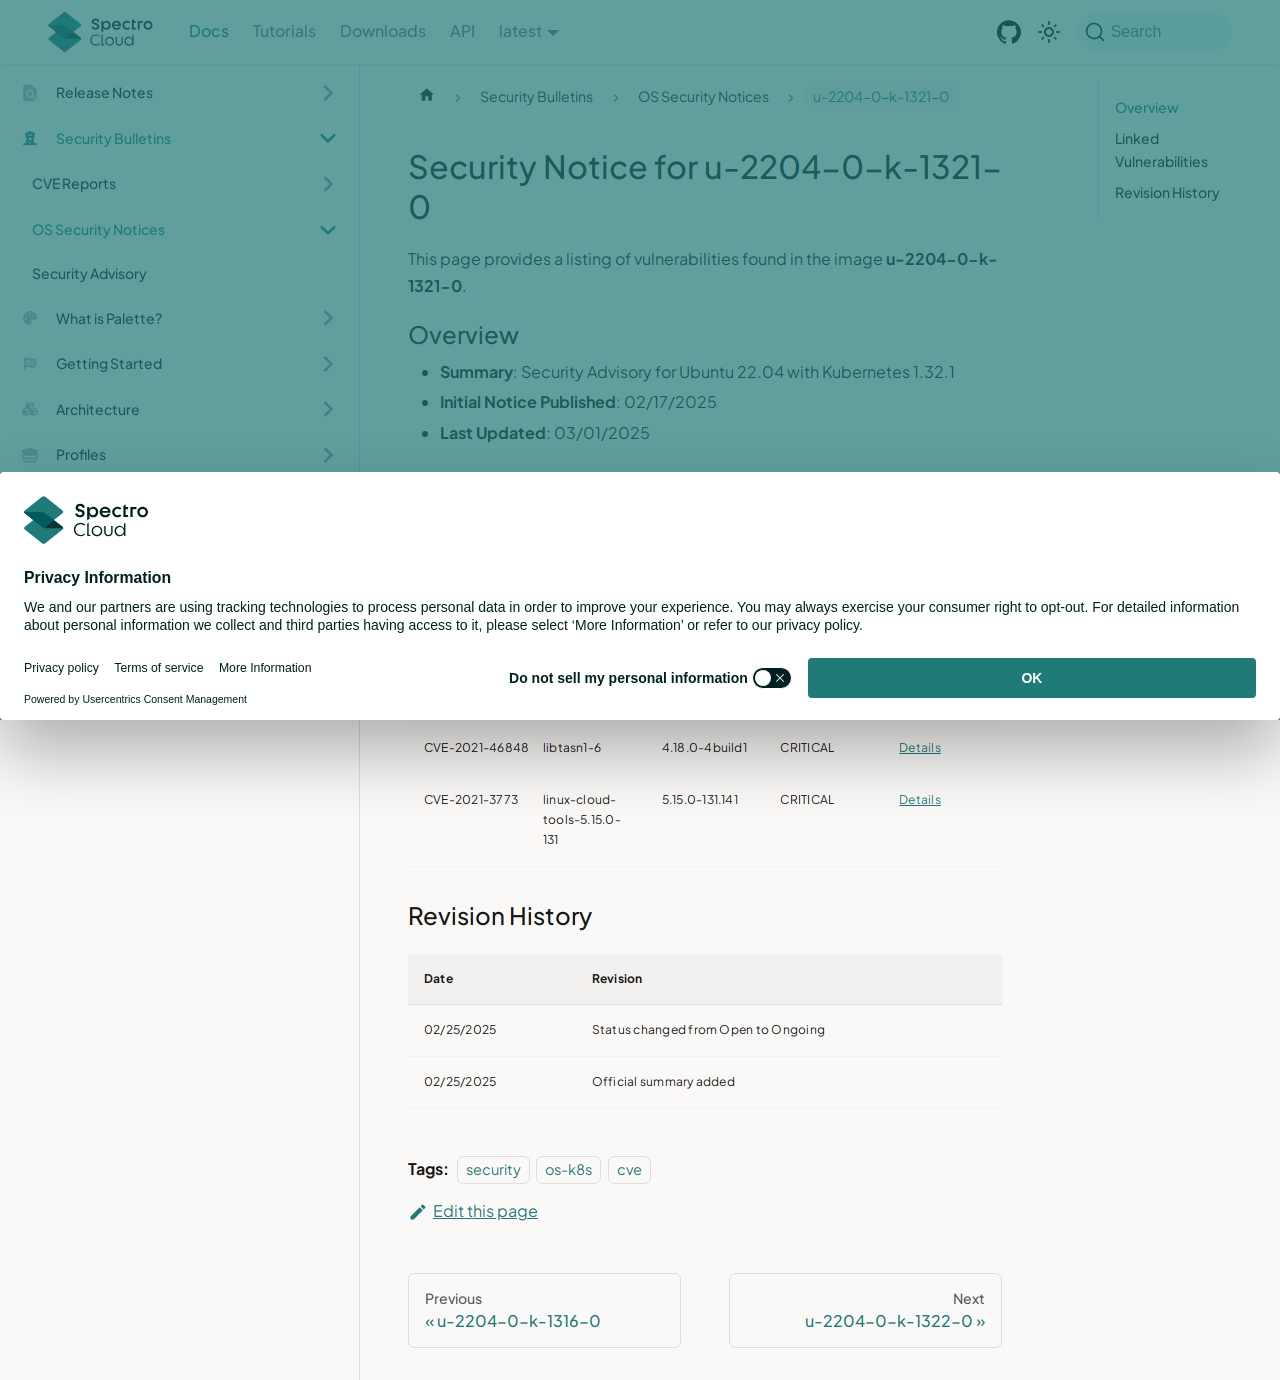 Spectro Cloud
Docs
Tutorials
Downloads
API
latest
Search
Release Notes
Security Bulletins
CVE Reports
OS Security Notices
Security Advisory
What is Palette?
Getting Started
Architecture
Profiles
Security Bulletins
OS Security Notices
u-2204-0-k-1321-0
Security Notice for u-2204-0-k-1321-
0
This page provides a listing of vulnerabilities found in the image u-2204-0-k-
1321-0.
Overview
Summary: Security Advisory for Ubuntu 22.04 with Kubernetes 1.32.1
Initial Notice Published: 02/17/2025
Last Updated: 03/01/2025
Overview
Linked
Vulnerabilities
Revision History
Spectro
Cloud
Privacy Information
We and our partners are using tracking technologies to process personal data in order to improve your experience. You may always exercise your consumer right to opt-out. For detailed information
about personal information we collect and third parties having access to it, please select ‘More Information’ or refer to our privacy policy.
Privacy policy
Terms of service
More Information
Powered by Usercentrics Consent Management
Do not sell my personal information
OK
CVE-2021-46848 libtasn1-6 4.18.0-4build1 CRITICAL Details
CVE-2021-3773 linux-cloud- 5.15.0-131.141 CRITICAL Details
tools-5.15.0-
131
Revision History
Date Revision
02/25/2025 Status changed from Open to Ongoing
02/25/2025 Official summary added
Tags: security os-k8s cve
Edit this page
Previous
« u-2204-0-k-1316-0
Next
u-2204-0-k-1322-0 »